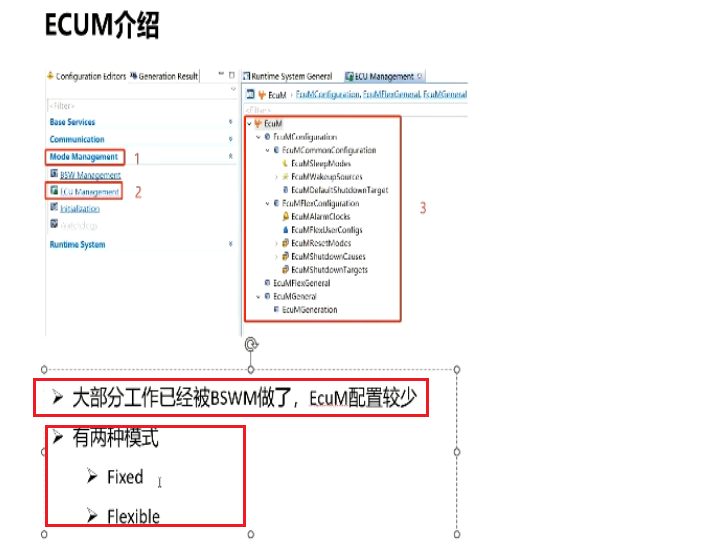 ECUM介绍
Configuration Editors Generation Result
Runtime System General ECU Management
EcuM EcuMConfiguration, EcuMFlexGeneral, EcuMGeneral
<Filter>
<Filter>
Base Services
Communication
Mode Management 1
BSW Management
ECU Management 2
Initialization
Watchdogs
Runtime System
EcuM
EcuMConfiguration
EcuMCommonConfiguration
EcuMSleepModes
EcuMWakeupSources
EcuMDefaultShutdownTarget
EcuMFlexConfiguration
EcuMAlarmClocks
EcuMFlexUserConfigs
EcuMResetModes
EcuMShutdownCauses
EcuMShutdownTargets
EcuMFlexGeneral
EcuMGeneral
EcuMGeneration
3
大部分工作已经被BSWM做了，EcuM配置较少
有两种模式
Fixed
Flexible